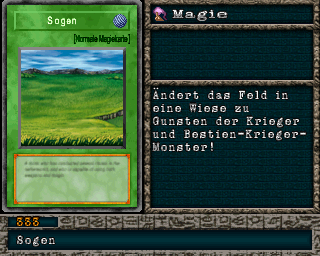 Sogen
[Normale Magiekarte]
Magie
Ändert das Feld in
eine Wiese zu
Gunsten der Krieger
und Bestien-Krieger-
Monster!
333
Sogen